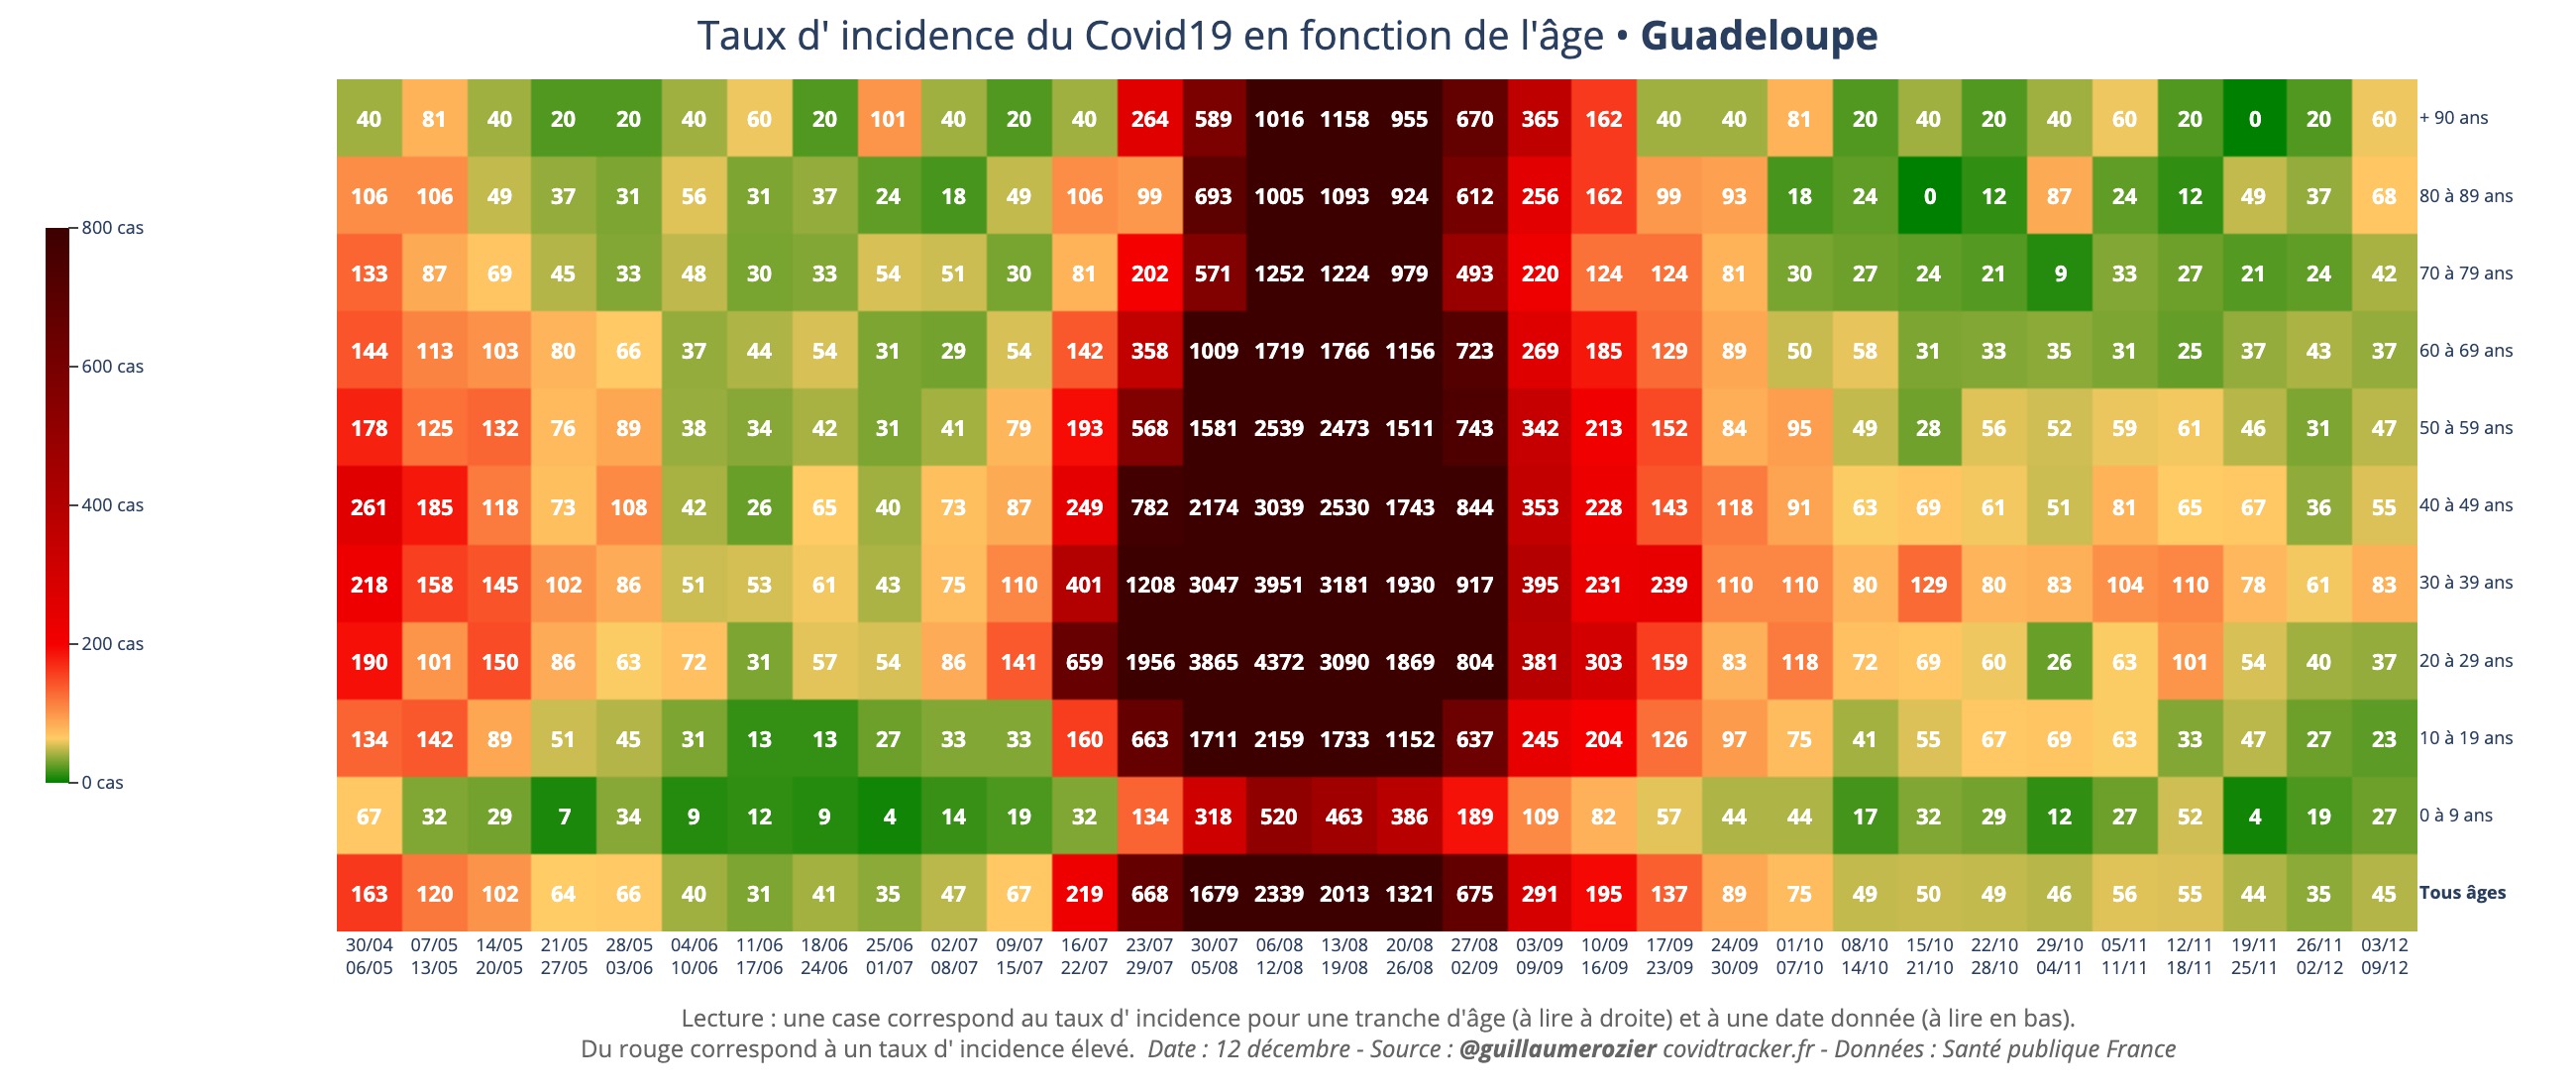 Taux d' incidence du Covid19 en fonction de l'âge • Guadeloupe
40 81 40 20 20 40 60 20 101 40 20 40 264 589 1016 1158 955 670 365 162 40 40 81 20 40 20 40 60 20 0 20 60 + 90 ans
106 106 49 37 31 56 31 37 24 18 49 106 99 693 1005 1093 924 612 256 162 99 93 18 24 0 12 87 24 12 49 37 68 80 à 89 ans
800 cas
133 87 69 45 33 48 30 33 54 51 30 81 202 571 1252 1224 979 493 220 124 124 81 30 27 24 21 9 33 27 21 24 42 70 à 79 ans
144 113 103 80 66 37 44 54 31 29 54 142 358 1009 1719 1766 1156 723 269 185 129 89 50 58 31 33 35 31 25 37 43 37 60 à 69 ans
600 cas
178 125 132 76 89 38 34 42 31 41 79 193 568 1581 2539 2473 1511 743 342 213 152 84 95 49 28 56 52 59 61 46 31 47 50 à 59 ans
400 cas
261 185 118 73 108 42 26 65 40 73 87 249 782 2174 3039 2530 1743 844 353 228 143 118 91 63 69 61 51 81 65 67 36 55 40 à 49 ans
218 158 145 102 86 51 53 61 43 75 110 401 1208 3047 3951 3181 1930 917 395 231 239 110 110 80 129 80 83 104 110 78 61 83 30 à 39 ans
200 cas
190 101 150 86 63 72 31 57 54 86 141 659 1956 3865 4372 3090 1869 804 381 303 159 83 118 72 69 60 26 63 101 54 40 37 20 à 29 ans
134 142 89 51 45 31 13 13 27 33 33 160 663 1711 2159 1733 1152 637 245 204 126 97 75 41 55 67 69 63 33 47 27 23 10 à 19 ans
0 cas
67 32 29 7 34 9 12 9 4 14 19 32 134 318 520 463 386 189 109 82 57 44 44 17 32 29 12 27 52 4 19 27 0 à 9 ans
163 120 102 64 66 40 31 41 35 47 67 219 668 1679 2339 2013 1321 675 291 195 137 89 75 49 50 49 46 56 55 44 35 45 Tous âges
30/04 07/05 14/05 21/05 28/05 04/06 11/06 18/06 25/06 02/07 09/07 16/07 23/07 30/07 06/08 13/08 20/08 27/08 03/09 10/09 17/09 24/09 01/10 08/10 15/10 22/10 29/10 05/11 12/11 19/11 26/11 03/12
06/05 13/05 20/05 27/05 03/06 10/06 17/06 24/06 01/07 08/07 15/07 22/07 29/07 05/08 12/08 19/08 26/08 02/09 09/09 16/09 23/09 30/09 07/10 14/10 21/10 28/10 04/11 11/11 18/11 25/11 02/12 09/12
Lecture : une case correspond au taux d' incidence pour une tranche d'âge (à lire à droite) et à une date donnée (à lire en bas).
Du rouge correspond à un taux d' incidence élevé. Date : 12 décembre - Source : @guillaumerozier covidtracker.fr - Données : Santé publique France